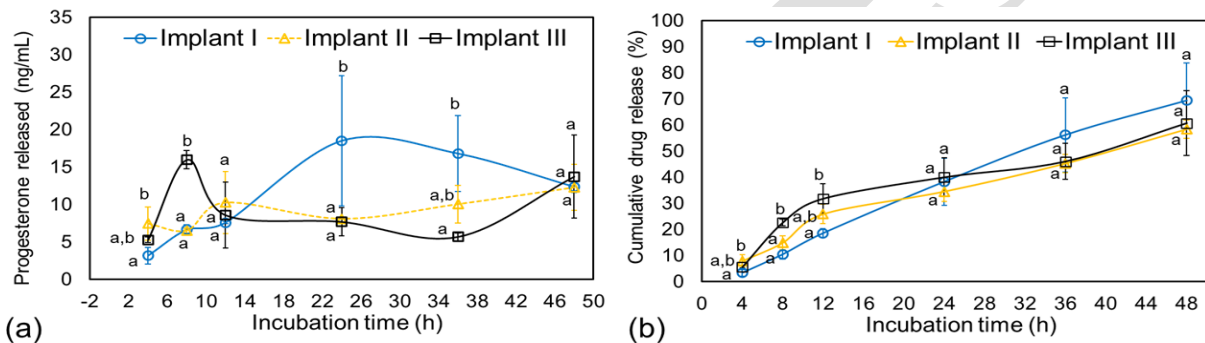 35
30
25
20
15
10
5
0
Progesterone released (ng/mL)
Implant I Implant II Implant III
b
a,b
a
b
a
a
a
a
a
b
a
a
b
a,b
a
a
a
a
-2 2 6 10 14 18 22 26 30 34 38 42 46 50
Incubation time (h)
(a)
100
90
80
70
60
50
40
30
20
10
0
Cumulative drug release (%)
Implant I Implant II Implant III
b
a,b
a
b
a
a
b
a,b
a
a
a
a
a
a
a
a
a
a
0 4 8 12 16 20 24 28 32 36 40 44 48
Incubation time (h)
(b)